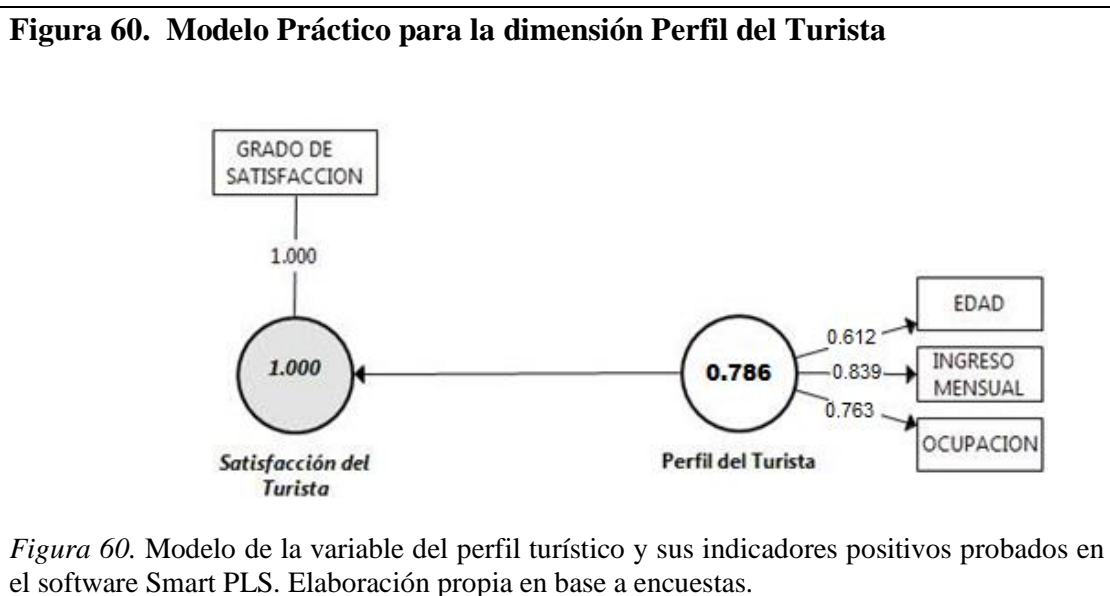 Figura 60. Modelo Práctico para la dimensión Perfil del Turista
GRADO DE
SATISFACCION
1.000
1.000
Satisfacción del
Turista
0.786
Perfil del Turista
0.612
0.839
0.763
EDAD
INGRESO
MENSUAL
OCUPACION
Figura 60. Modelo de la variable del perfil turístico y sus indicadores positivos probados en
el software Smart PLS. Elaboración propia en base a encuestas.